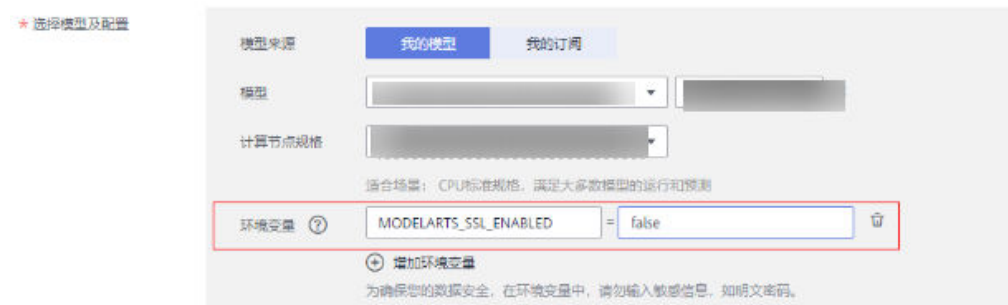 * 选择模型及配置
模型来源 我的模型 我的订阅
模型
计算节点规格
适合场景： CPU标准规格，满足大多数模型的运行和预测
环境变量 ? MODELARTS_SSL_ENABLED = false
增加环境变量
为确保您的数据安全，在环境变量中，请勿输入敏感信息，如明文密码。